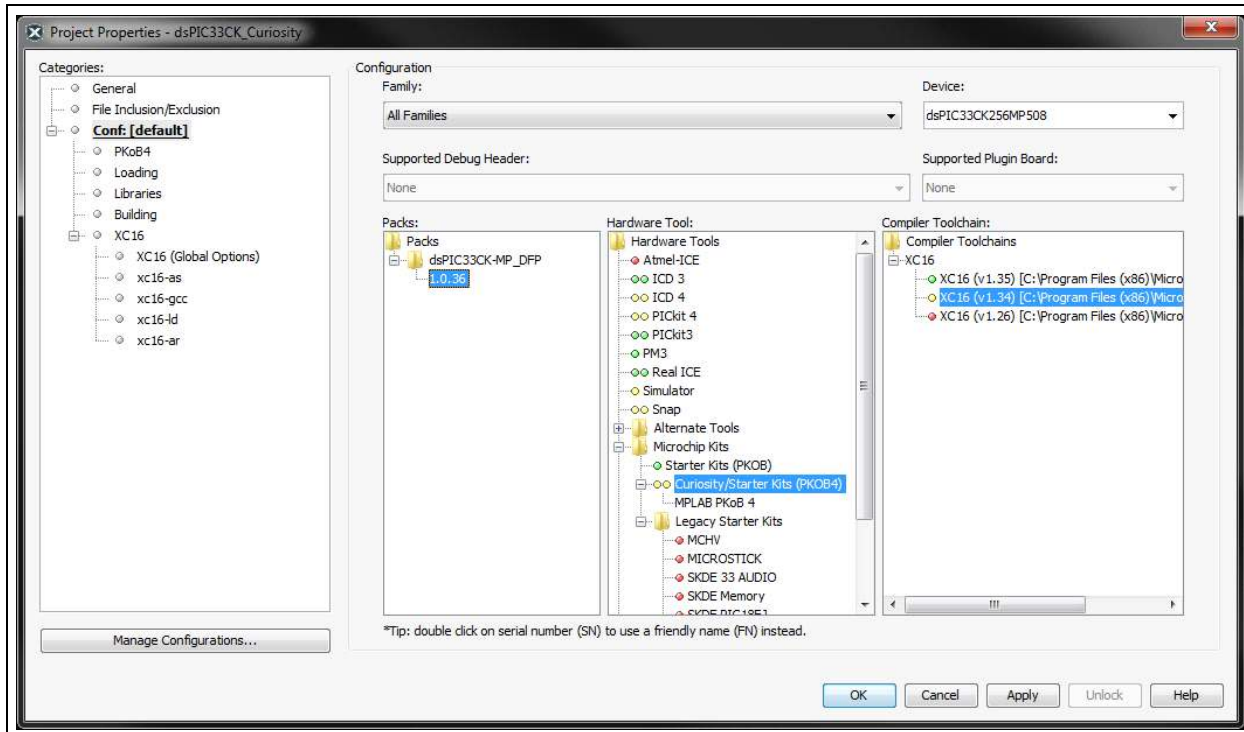 Project Properties - dsPIC33CK_Curiosity
Categories:
General
File Inclusion/Exclusion
Conf: [default]
PKoB4
Loading
Libraries
Building
XC16
XC16 (Global Options)
xc16-as
xc16-gcc
xc16-ld
xc16-ar
Manage Configurations...
Configuration
Family:
All Families
Device:
dsPIC33CK256MP508
Supported Debug Header:
None
Supported Plugin Board:
None
Packs:
Packs
dsPIC33CK-MP_DFP
1.0.36
Hardware Tool:
Hardware Tools
Atmel-ICE
ICD 3
ICD 4
PICkit 4
PICkit3
PM3
Real ICE
Simulator
Snap
Alternate Tools
Microchip Kits
Starter Kits (PKOB)
Curiosity/Starter Kits (PKOB4)
MPLAB PKoB 4
Legacy Starter Kits
MCHV
MICROSTICK
SKDE 33 AUDIO
SKDE Memory
SKDE PIC18FJ
Compiler Toolchain:
Compiler Toolchains
XC16
XC16 (v1.35) [C:\Program Files (x86)\Micro
XC16 (v1.34) [C:\Program Files (x86)\Micro
XC16 (v1.26) [C:\Program Files (x86)\Micro
*Tip: double click on serial number (SN) to use a friendly name (FN) instead.
OK Cancel Apply Unlock Help